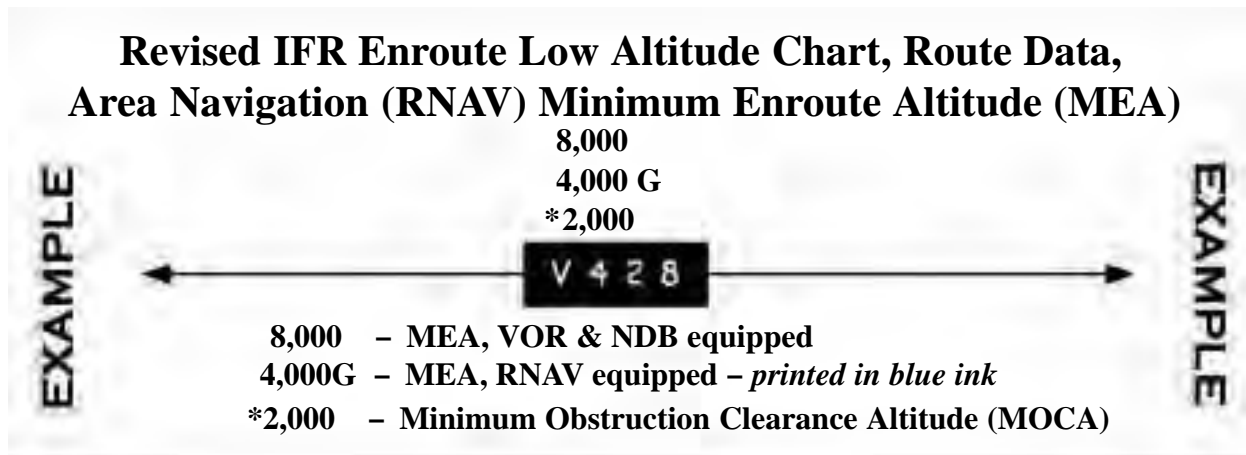 Revised IFR Enroute Low Altitude Chart, Route Data,
Area Navigation (RNAV) Minimum Enroute Altitude (MEA)
8,000
4,000 G
*2,000
EXAMPLE
V 4 2 8
EXAMPLE
8,000 – MEA, VOR & NDB equipped
4,000G – MEA, RNAV equipped – printed in blue ink
*2,000 – Minimum Obstruction Clearance Altitude (MOCA)